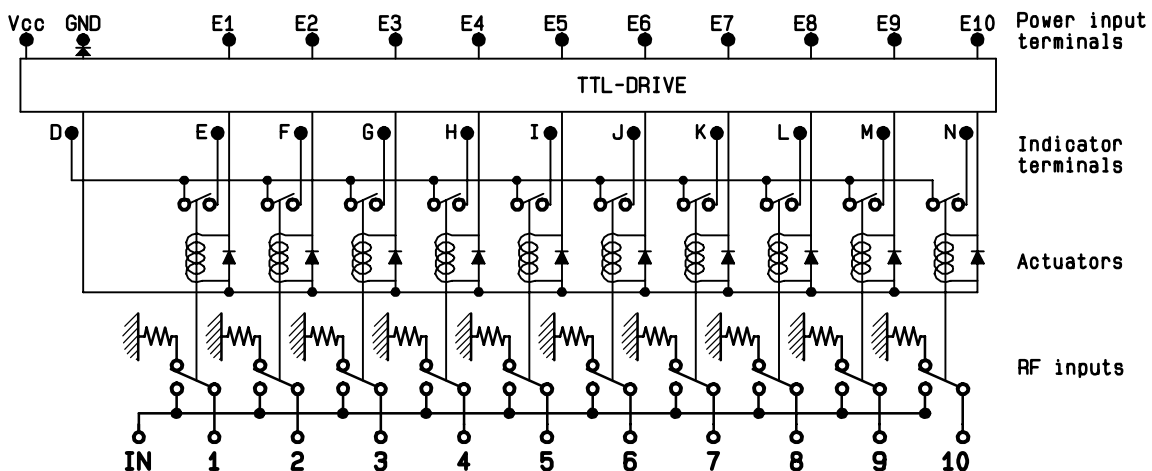 Vcc GND E1 E2 E3 E4 E5 E6 E7 E8 E9 E10 Power input
terminals
TTL-DRIVE
D E F G H I J K L M N Indicator
terminals
Actuators
RF inputs
IN 1 2 3 4 5 6 7 8 9 10